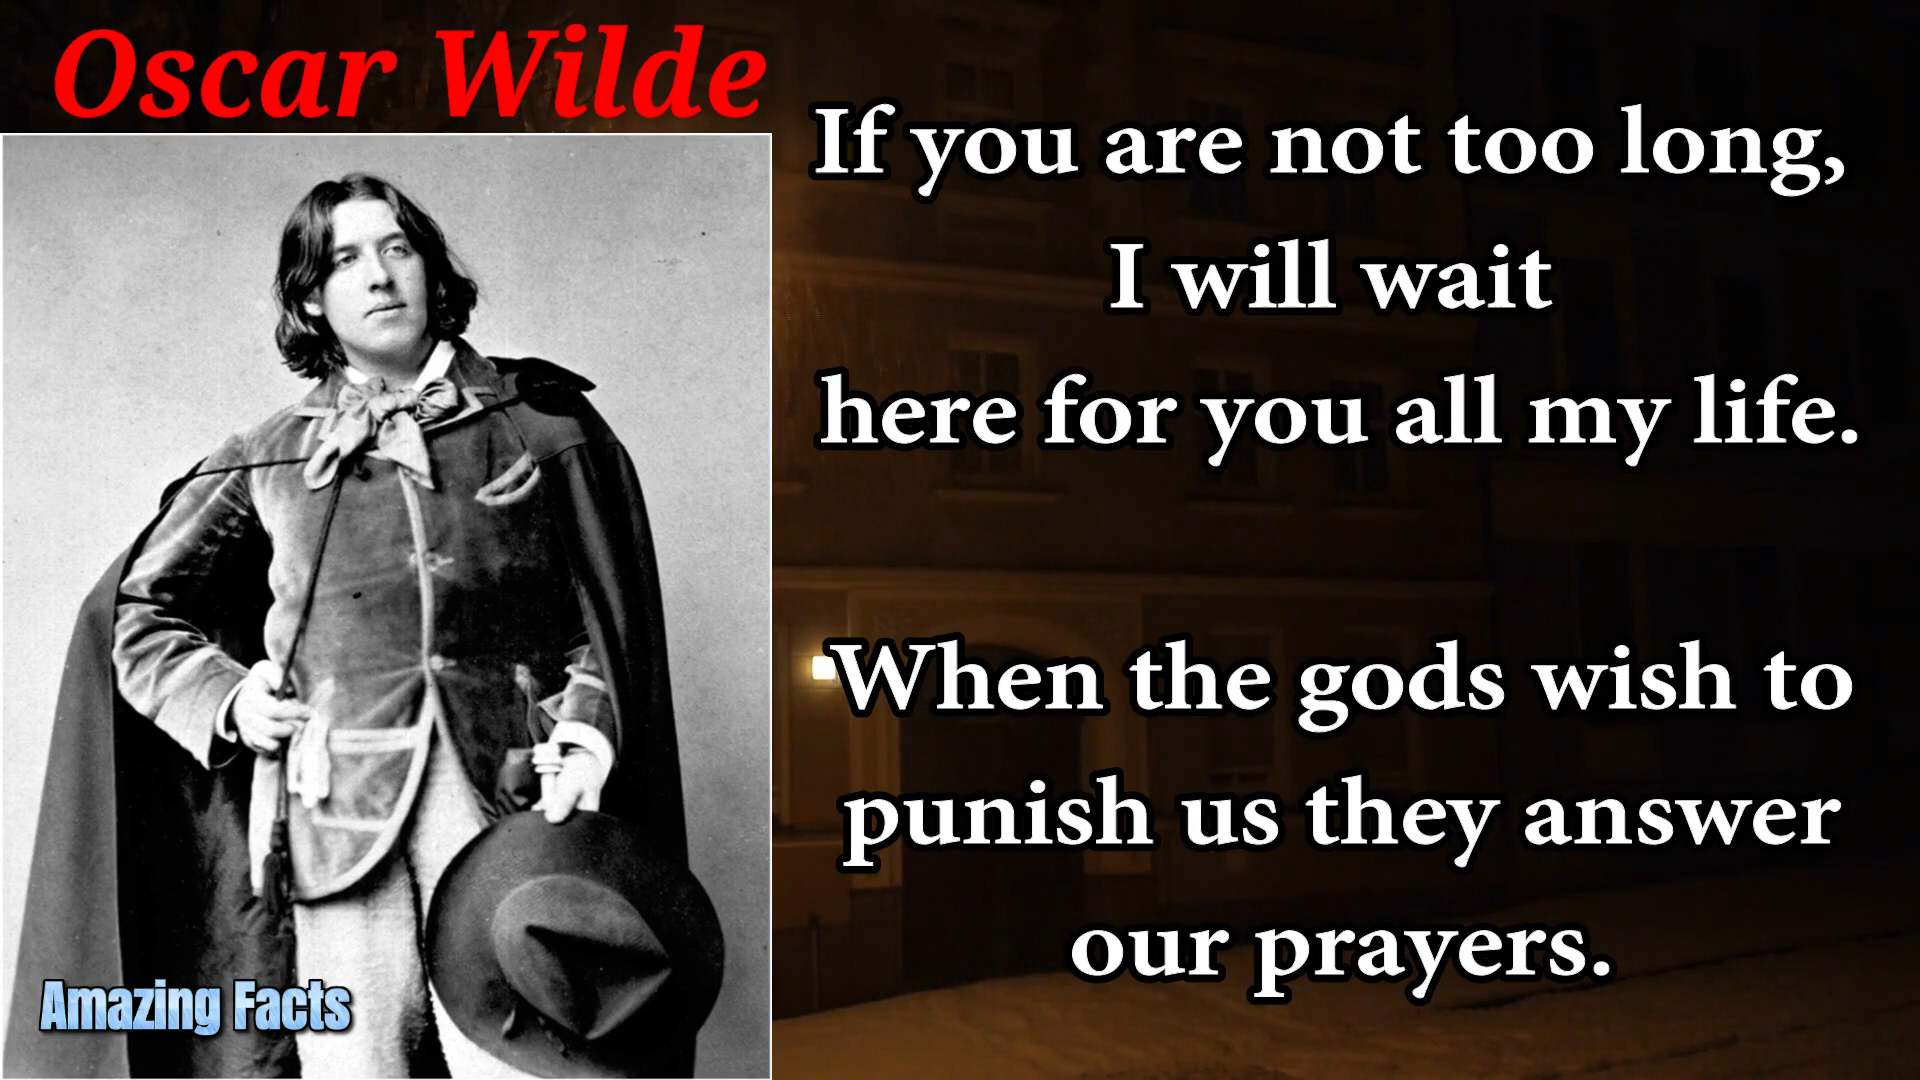 Oscar Wilde
If you are not too long,
I will wait
here for you all my life.
When the gods wish to
punish us they answer
our prayers.
Amazing Facts